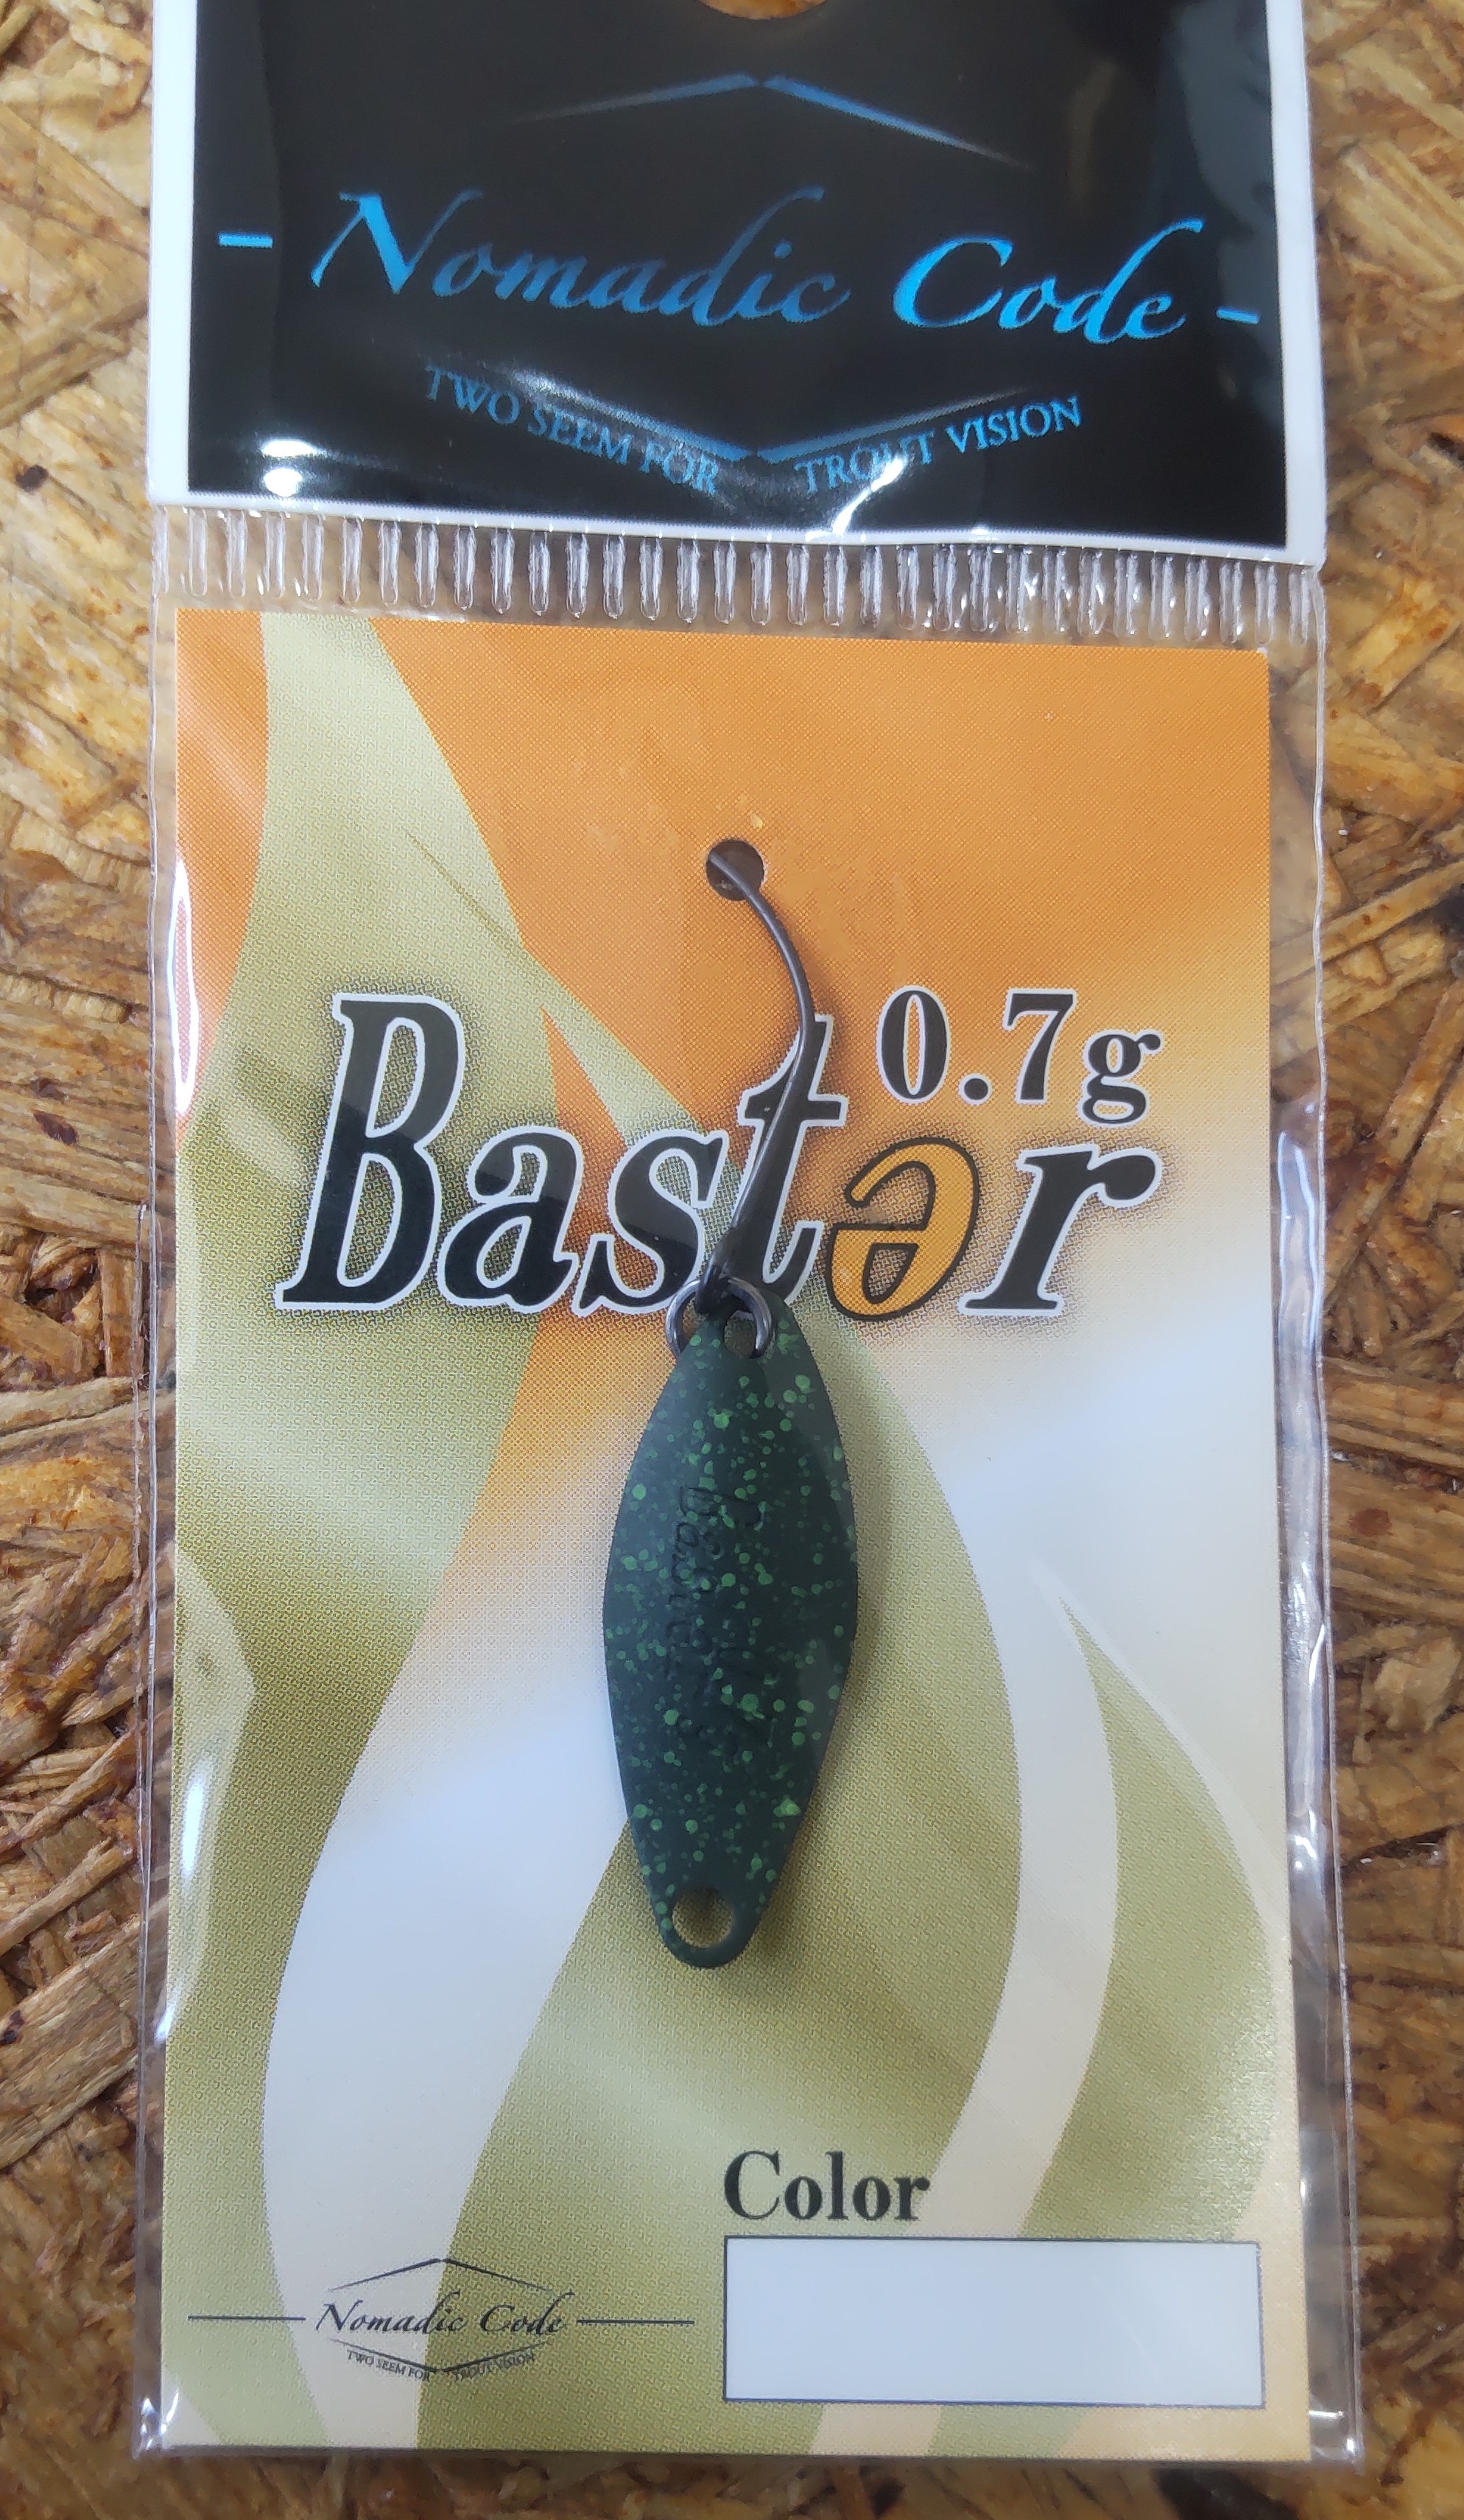 - Nomadic Code -
TWO SEEM FOR TROUT VISION
0.7g
Bastər
Color
Nomadic Code
TWO SEEM FOR TROUT VISION